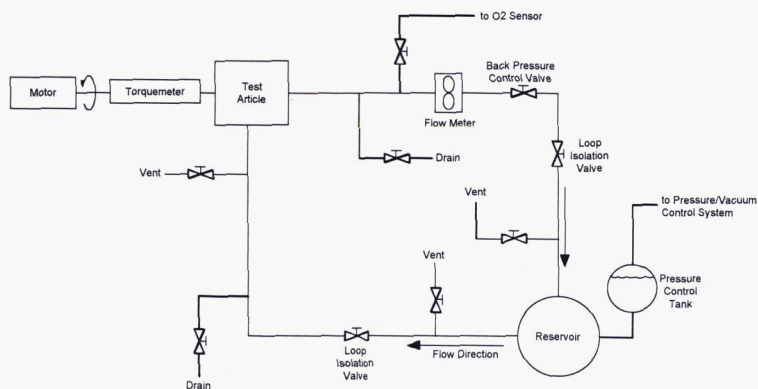 to O2 Sensor
Back Pressure
Control Valve
Motor
Torquemeter
Test
Article
Flow Meter
Loop
Isolation
Valve
Drain
Vent
Vent
to Pressure/Vacuum
Control System
Vent
Pressure
Control
Tank
Reservoir
Loop
Isolation
Valve
Flow Direction
Drain